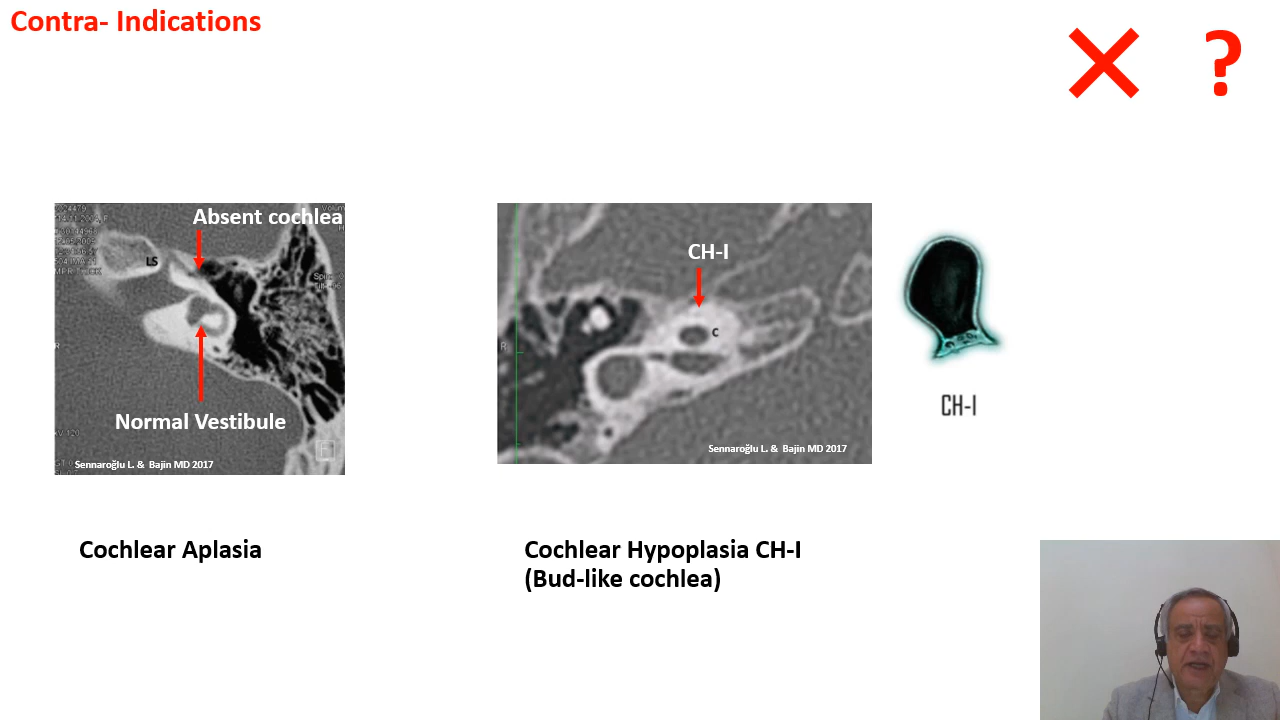 Contra- Indications
?
Absent cochlea
LS
Normal Vestibule
Sennaroğlu L. & Bajin MD 2017
CH-I
C
R
Sennaroğlu L. & Bajin MD 2017
CH-I
Cochlear Aplasia
Cochlear Hypoplasia CH-I
(Bud-like cochlea)